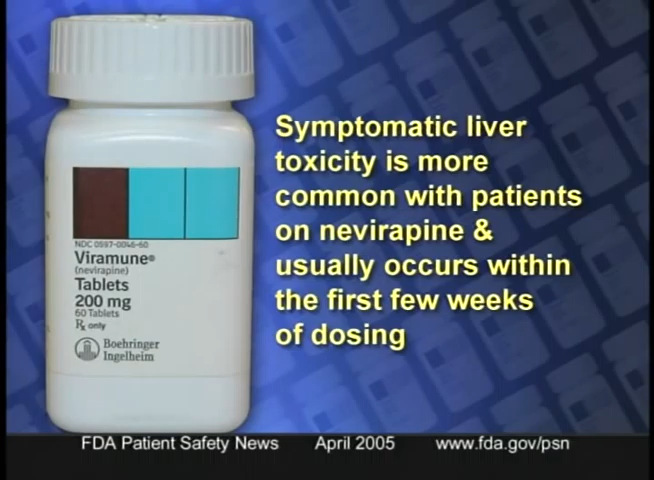 NDC 0597-0046-60
Viramune®
(nevirapine)
Tablets
200 mg
60 Tablets
Rx only
Boehringer
Ingelheim
Symptomatic liver
toxicity is more
common with patients
on nevirapine &
usually occurs within
the first few weeks
of dosing
FDA Patient Safety News April 2005 www.fda.gov/psn